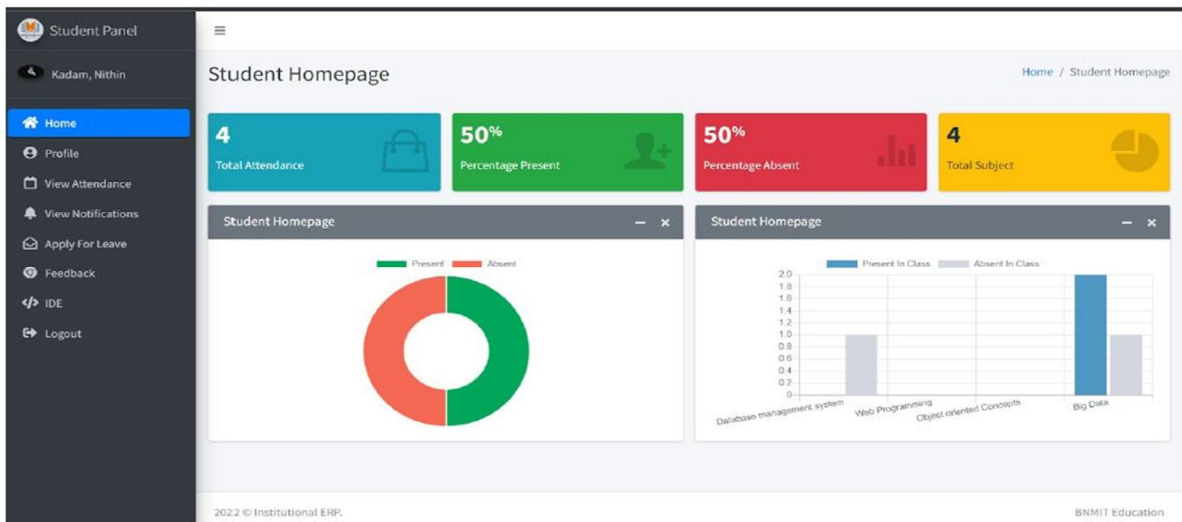 Student Panel
Kadam, Nithin
Home
Profile
View Attendance
View Notifications
Apply For Leave
Feedback
IDE
Logout
Student Homepage
Home / Student Homepage
4
Total Attendance
50%
Percentage Present
50%
Percentage Absent
4
Total Subject
Student Homepage
Present Absent
Student Homepage
Present In Class Absent In Class
2.0
1.8
1.6
1.4
1.2
1.0
0.8
0.6
0.4
0.2
0
Database management system
Web Programming
Object oriented Concepts
Big Data
2022 © Institutional ERP.
BNMIT Education